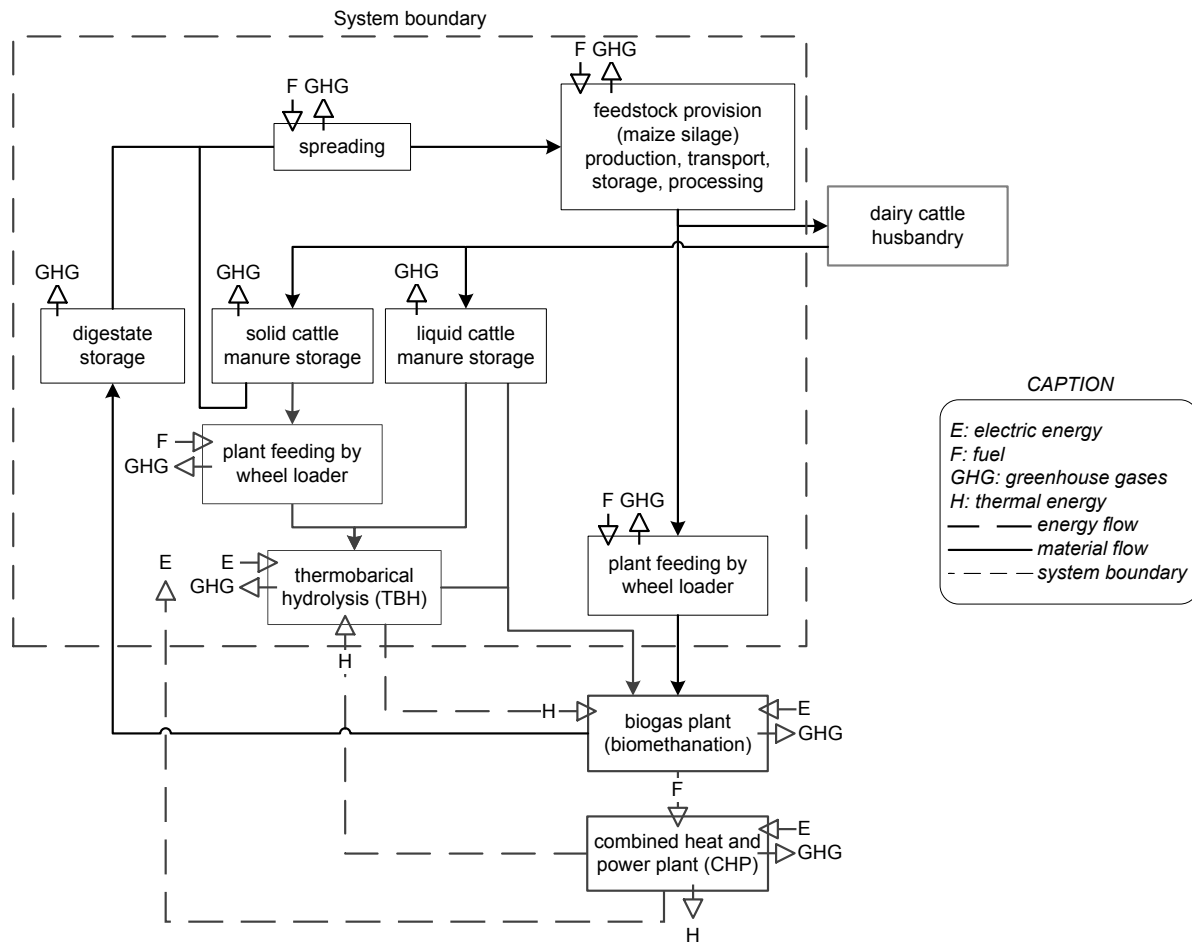 System boundary
F GHG
feedstock provision
(maize silage)
production, transport,
storage, processing
F GHG
spreading
dairy cattle
husbandry
GHG
digestate
storage
GHG
solid cattle
manure storage
GHG
liquid cattle
manure storage
F
GHG
plant feeding by
wheel loader
F GHG
plant feeding by
wheel loader
E
E
GHG
thermobarical
hydrolysis (TBH)
H
H
biogas plant
(biomethanation)
E
GHG
F
combined heat and
power plant (CHP)
E
GHG
H
CAPTION
E: electric energy
F: fuel
GHG: greenhouse gases
H: thermal energy
energy flow
material flow
system boundary